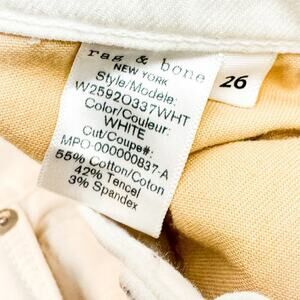 rag & bone
NEW YORK
Style/Modèle:
W2592O337WHT
Color/Couleur:
WHITE
Cut/Coupe#:
MPO-000000837-A
55% Cotton/Coton
42% Tencel
3% Spandex
26